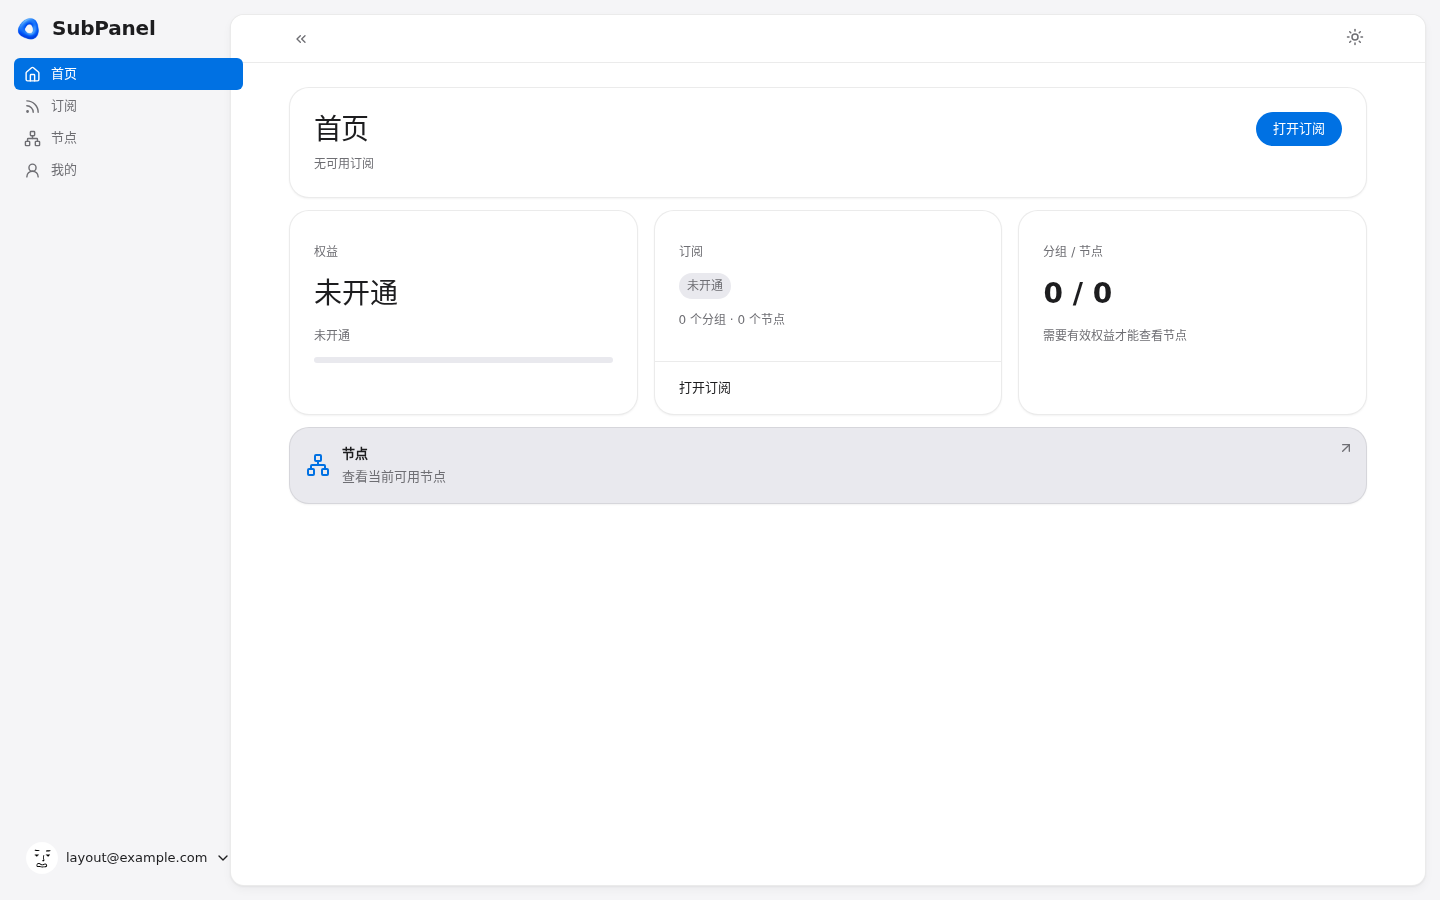 SubPanel
首页
订阅
节点
我的
layout@example.com
首页
无可用订阅
打开订阅
权益
未开通
未开通
订阅
未开通
0 个分组 · 0 个节点
打开订阅
分组 / 节点
0 / 0
需要有效权益才能查看节点
节点
查看当前可用节点